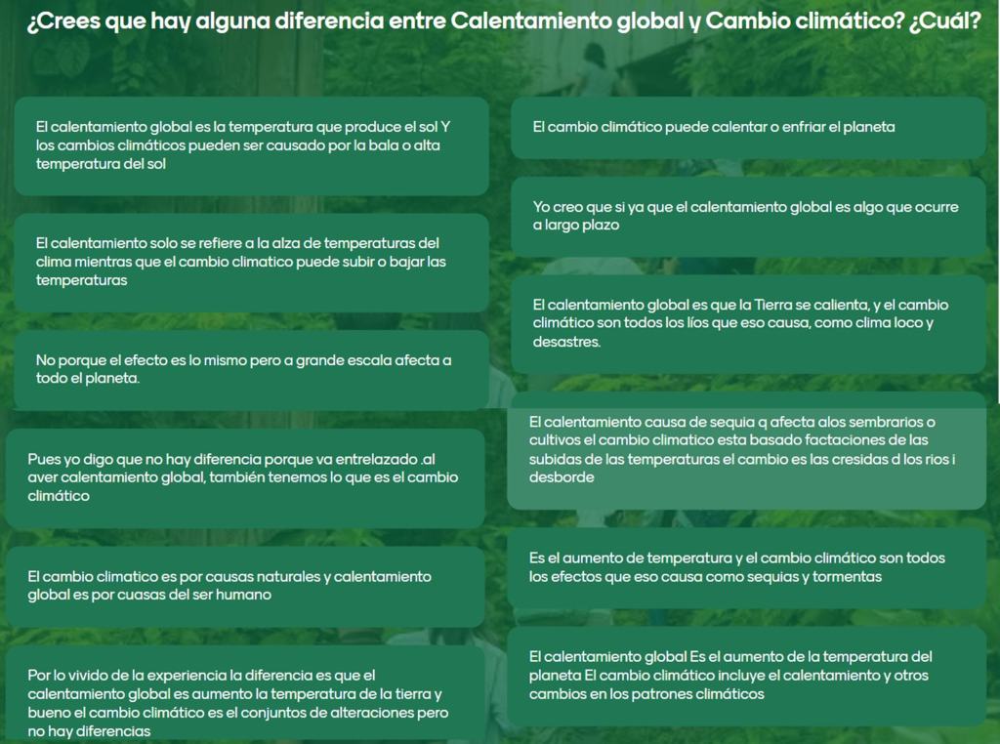 ¿Crees que hay alguna diferencia entre Calentamiento global y Cambio climático? ¿Cuál?
El calentamiento global es la temperatura que produce el sol Y
los cambios climáticos pueden ser causado por la bala o alta
temperatura del sol
El calentamiento solo se refiere a la alza de temperaturas del
clima mientras que el cambio climatico puede subir o bajar las
temperaturas
No porque el efecto es lo mismo pero a grande escala afecta a
todo el planeta.
Pues yo digo que no hay diferencia porque va entrelazado .al
aver calentamiento global, también tenemos lo que es el cambio
climático
El cambio climatico es por causas naturales y calentamiento
global es por cuasas del ser humano
Por lo vivido de la experiencia la diferencia es que el
calentamiento global es aumento la temperatura de la tierra y
bueno el cambio climático es el conjuntos de alteraciones pero
no hay diferencias
El cambio climático puede calentar o enfriar el planeta
Yo creo que si ya que el calentamiento global es algo que ocurre
a largo plazo
El calentamiento global es que la Tierra se calienta, y el cambio
climático son todos los líos que eso causa, como clima loco y
desastres.
El calentamiento causa de sequia q afecta alos sembrarios o
cultivos el cambio climatico esta basado factaciones de las
subidas de las temperaturas el cambio es las cresidas d los rios i
desborde
Es el aumento de temperatura y el cambio climático son todos
los efectos que eso causa como sequias y tormentas
El calentamiento global Es el aumento de la temperatura del
planeta El cambio climático incluye el calentamiento y otros
cambios en los patrones climáticos